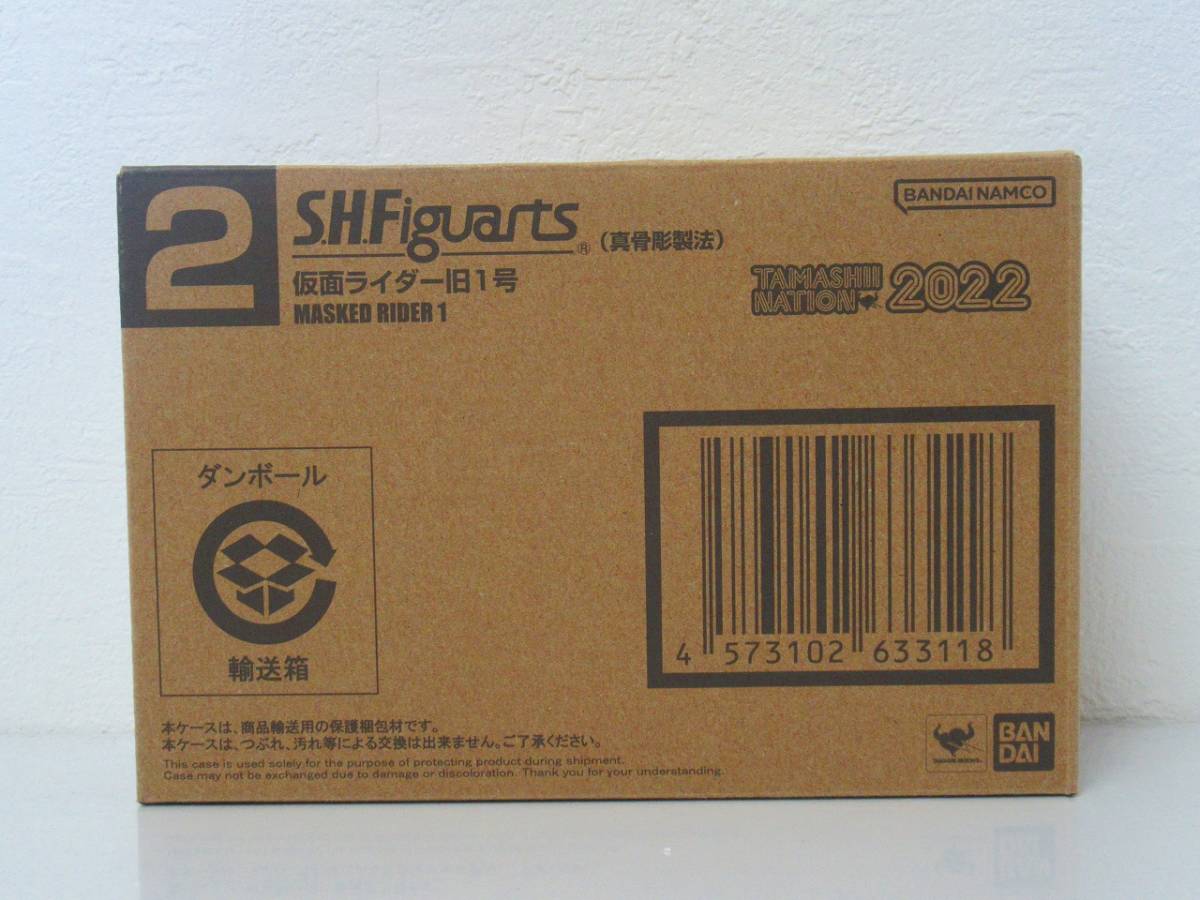 2
S.H.Figuarts®
(真骨彫製法)
仮面ライダー旧1号
MASKED RIDER 1
BANDAI NAMCO
TAMASHII
NATION 2022
ダンボール
輸送箱
4 573102 633118
本ケースは、商品輸送用の保護梱包材です。
本ケースは、つぶれ、汚れ等による交換は出来ません。ご了承ください。
This case is used solely for the purpose of protecting product during shipment.
Case may not be exchanged due to damage or discoloration. Thank you for your understanding.
TAMASHII NATIONS
BAN
DAI